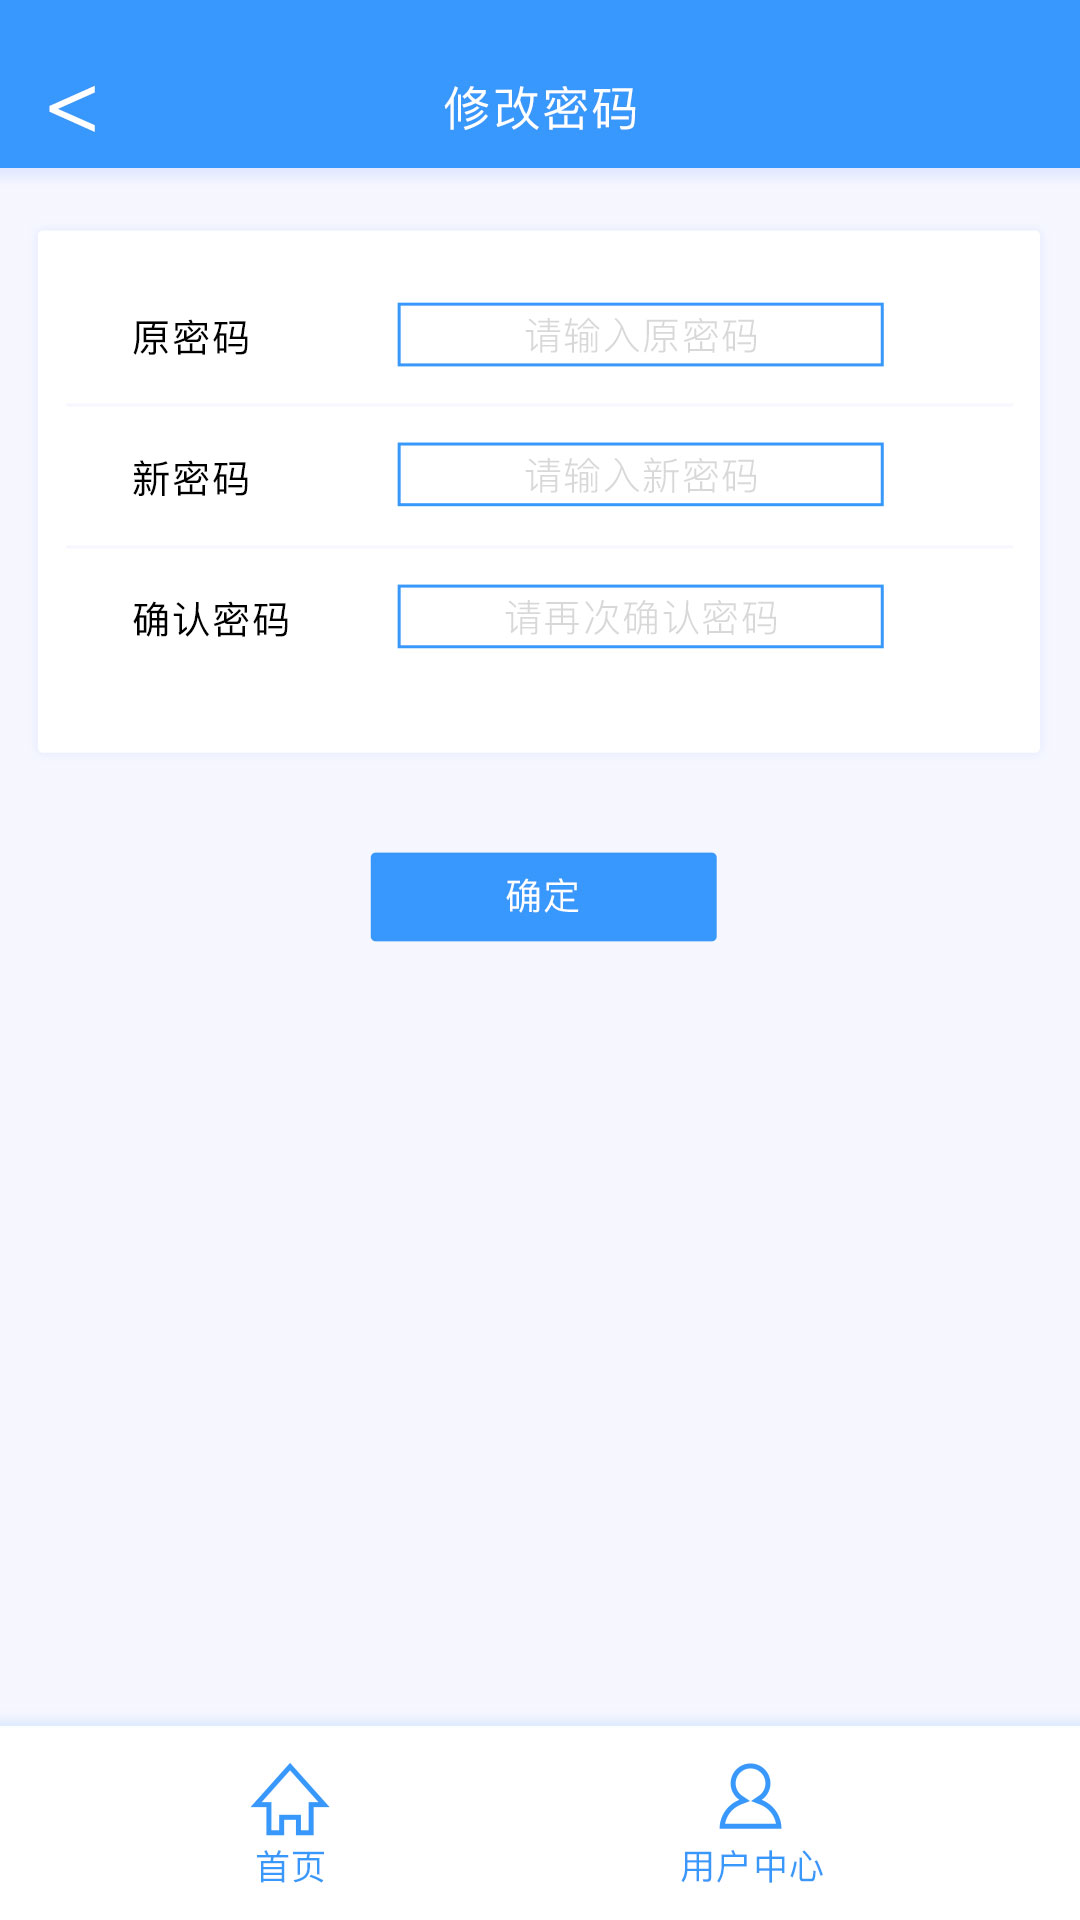 < 修改密码
原密码 请输入原密码
新密码 请输入新密码
确认密码 请再次确认密码
确定
首页 用户中心